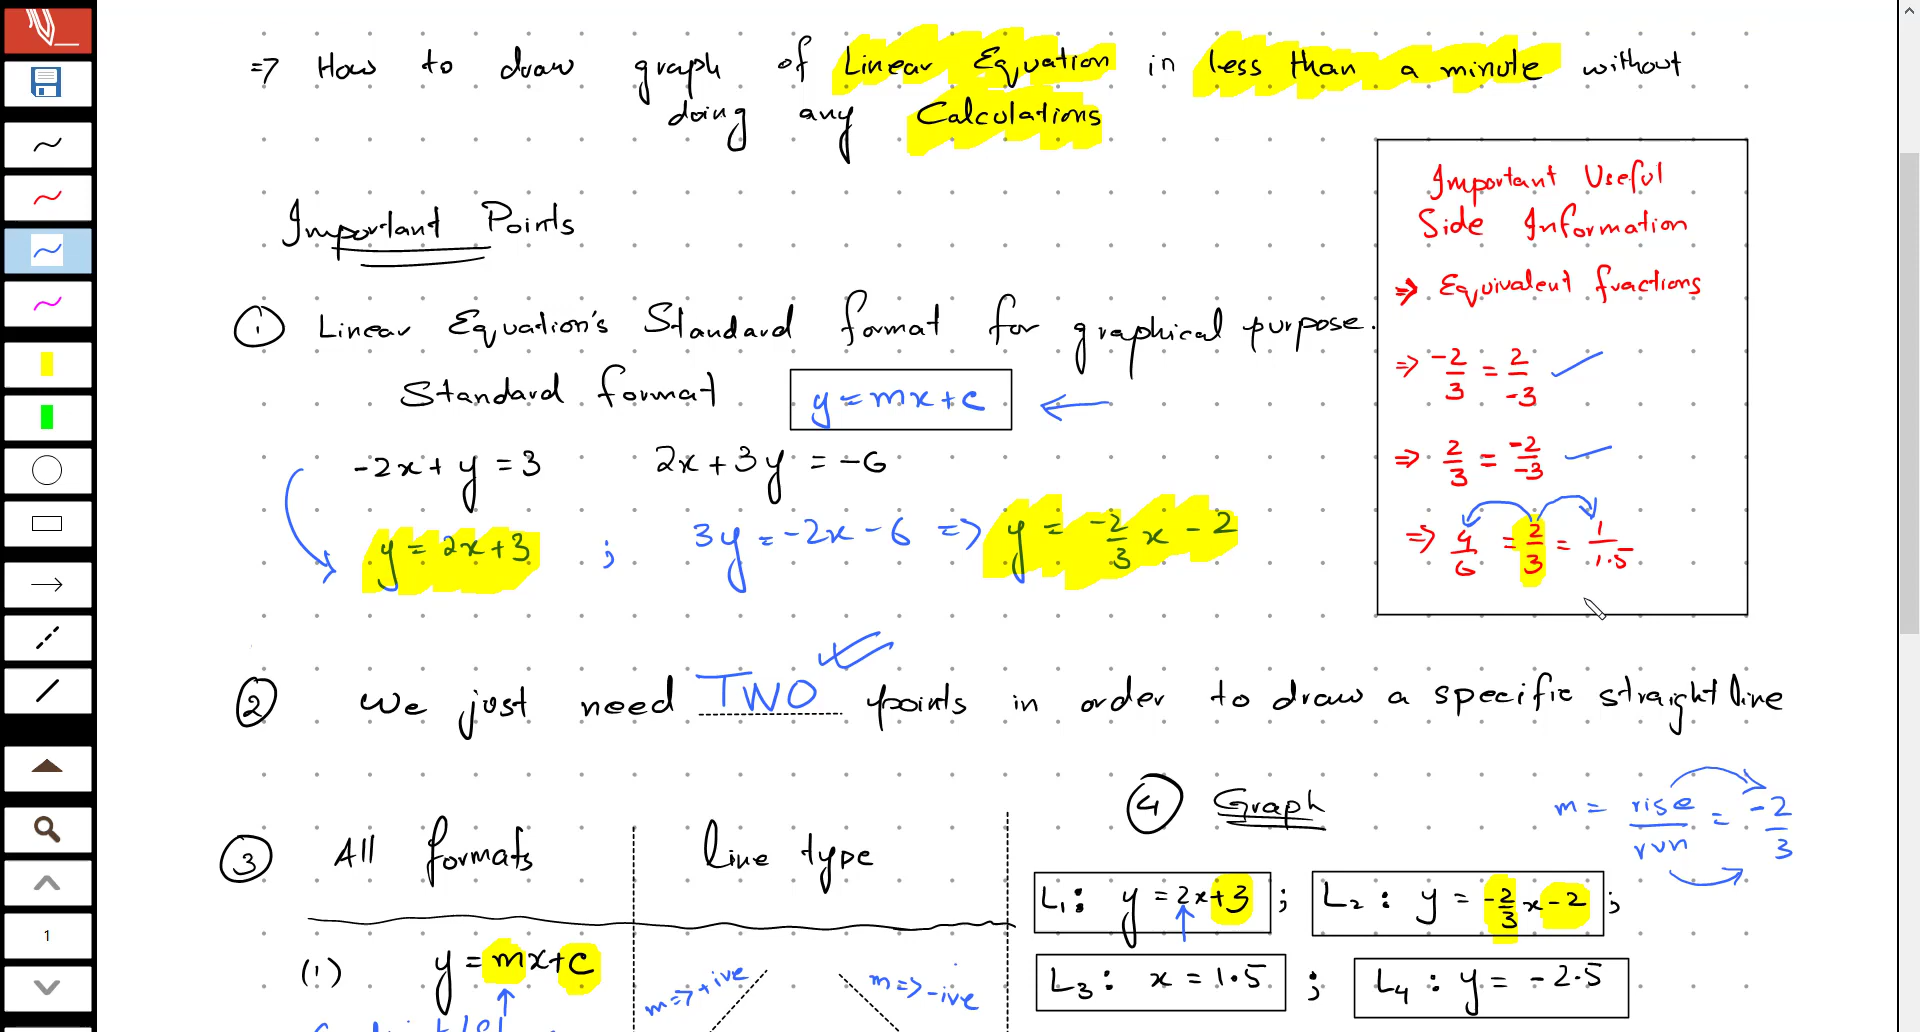 ⇒ How to draw graph of Linear Equation in less than a minute without
doing any Calculations
Important Points
① Linear Equation's Standard format for graphical purpose.
Standard format y = mx + c ←
-2x + y = 3 2x + 3y = -6
y = 2x + 3 ; 3y = -2x - 6 ⇒ y = -2/3 x - 2
② We just need TWO points in order to draw a specific straight line
Important Useful
Side Information
⇒ Equivalent fractions
⇒ -2/3 = 2/-3
⇒ 2/3 = -2/-3
⇒ 4/6 = 2/3 = 1/1.5
③ All formats line type
(1) y = mx + c
m ⇒ +ive m ⇒ -ive
④ Graph
m = rise/run = -2/3
L1: y = 2x + 3 ; L2: y = -2/3 x - 2 ;
L3: x = 1.5 ; L4: y = -2.5
1